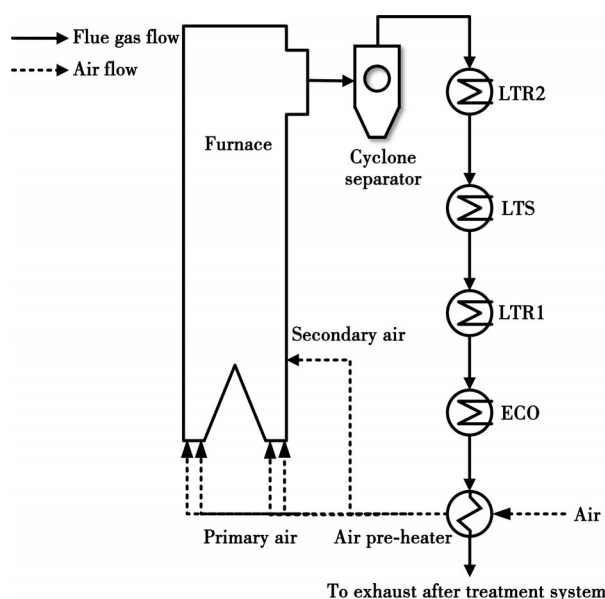 Flue gas flow
Air flow
Furnace
Cyclone
separator
LTR2
LTS
LTR1
Secondary air
ECO
Primary air
Air pre-heater
Air
To exhaust after treatment system